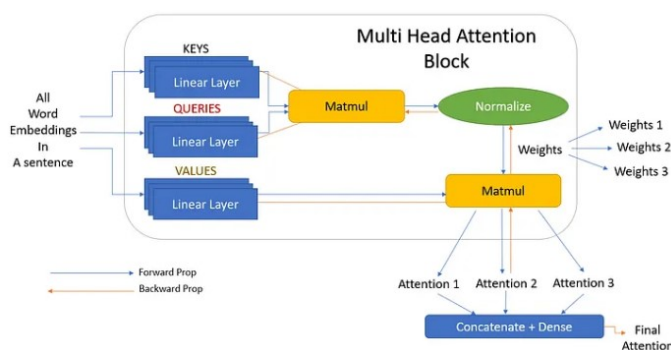 Multi Head Attention
Block
KEYS
Linear Layer
QUERIES
Linear Layer
VALUES
Linear Layer
All
Word
Embeddings
In
A sentence
Matmul
Normalize
Weights
Weights 1
Weights 2
Weights 3
Matmul
Forward Prop
Backward Prop
Attention 1
Attention 2
Attention 3
Concatenate + Dense
Final
Attention